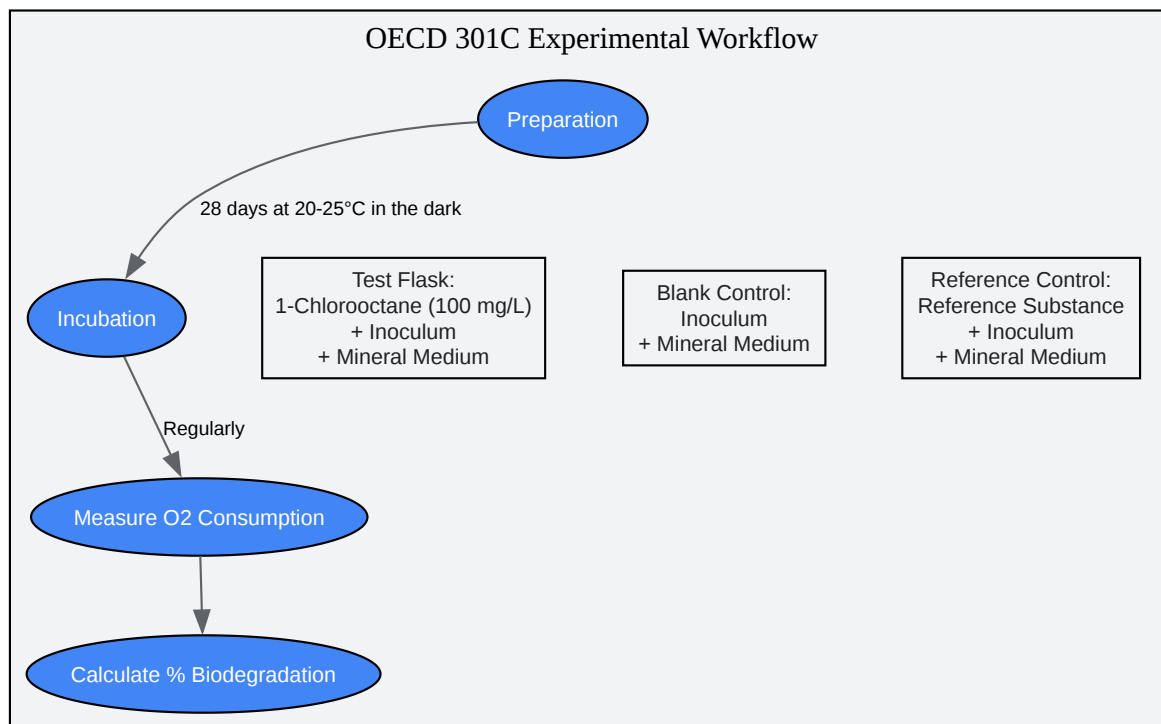 OECD 301C Experimental Workflow
Preparation
28 days at 20-25°C in the dark
Incubation
Test Flask:
1-Chlorooctane (100 mg/L)
+ Inoculum
+ Mineral Medium
Blank Control:
Inoculum
+ Mineral Medium
Reference Control:
Reference Substance
+ Inoculum
+ Mineral Medium
Regularly
Measure O2 Consumption
Calculate % Biodegradation